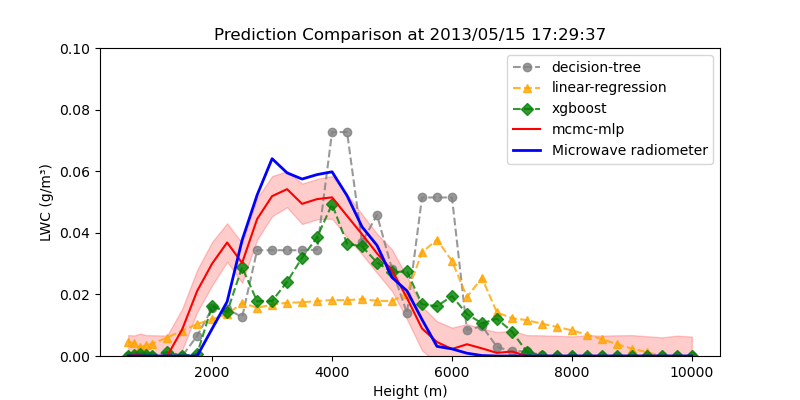 Prediction Comparison at 2013/05/15 17:29:37
0.10
0.08
0.06
0.04
0.02
0.00
LWC (g/m³)
decision-tree
linear-regression
xgboost
mcmc-mlp
Microwave radiometer
2000 4000 6000 8000 10000
Height (m)